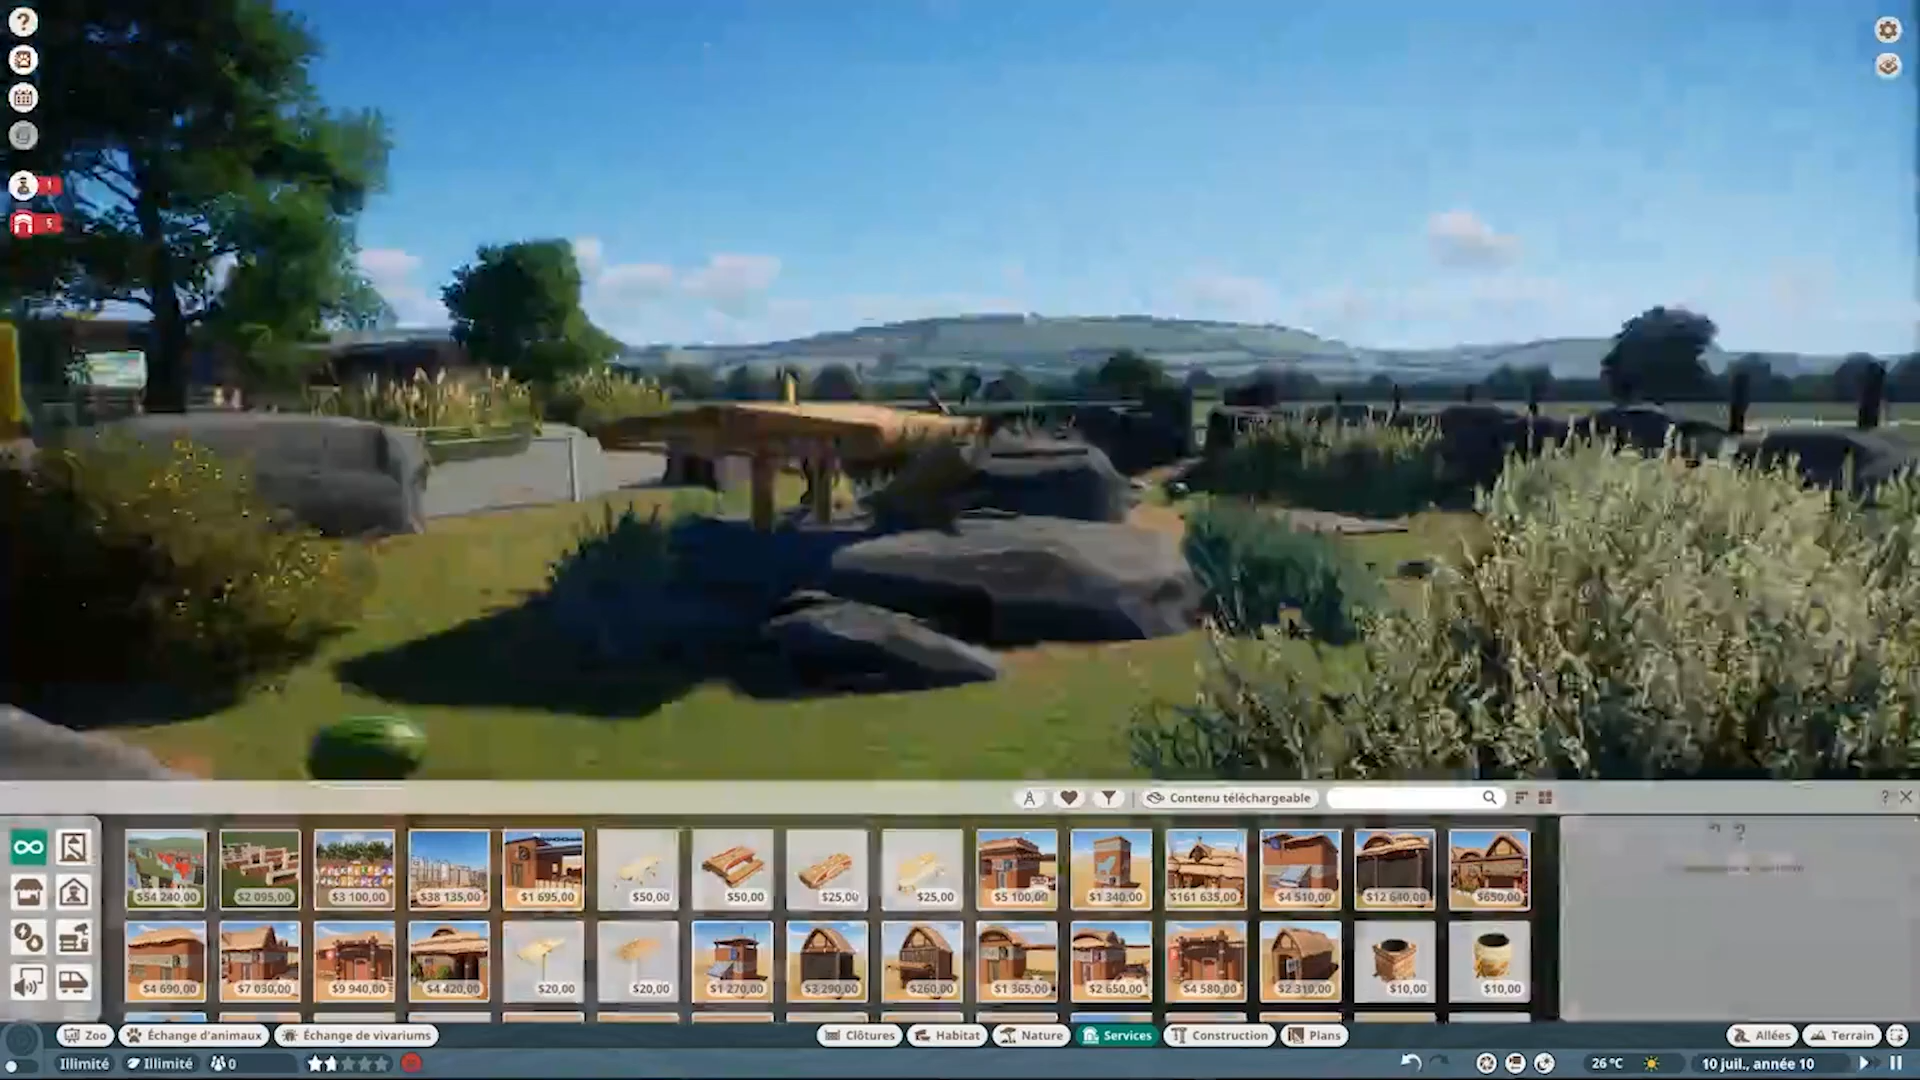 ?
!
5
Contenu téléchargeable
? ×
$54 240,00 $2 095,00 $3 100,00 $38 135,00 $1 695,00 $50,00 $50,00 $25,00 $25,00 $5 100,00 $1 340,00 $161 635,00 $4 510,00 $12 640,00 $650,00
$4 690,00 $7 030,00 $9 940,00 $4 420,00 $20,00 $20,00 $1 270,00 $3 290,00 $260,00 $1 365,00 $2 650,00 $4 580,00 $2 310,00 $10,00 $10,00
Zoo Échange d'animaux Échange de vivariums Clôtures Habitat Nature Services Construction Plans Allées Terrain
Illimité Illimité 0 26 °C 10 juil., année 10